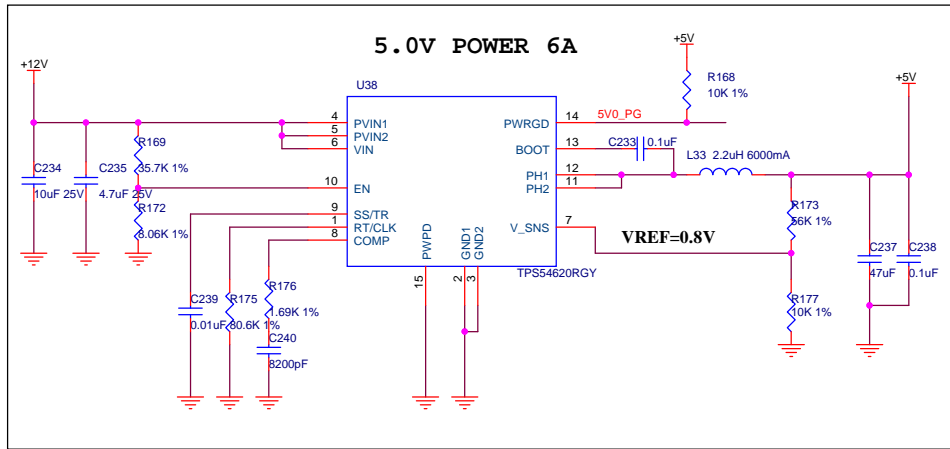 5.0V POWER 6A
+12V
+5V
+5V
U38
R168
10K 1%
4
PVIN1
5
PVIN2
6
VIN
PWRGD
14
5V0_PG
BOOT
13
C233
0.1uF
L33 2.2uH 6000mA
R169
35.7K 1%
PH1
12
PH2
11
C234
10uF 25V
C235
4.7uF 25V
10
EN
R172
8.06K 1%
9
SS/TR
1
RT/CLK
8
COMP
V_SNS
7
VREF=0.8V
R173
56K 1%
C237
47uF
C238
0.1uF
PWPD
GND1
GND2
TPS54620RGY
15
2
3
C239
0.01uF
R175
80.6K 1%
R176
1.69K 1%
C240
8200pF
R177
10K 1%